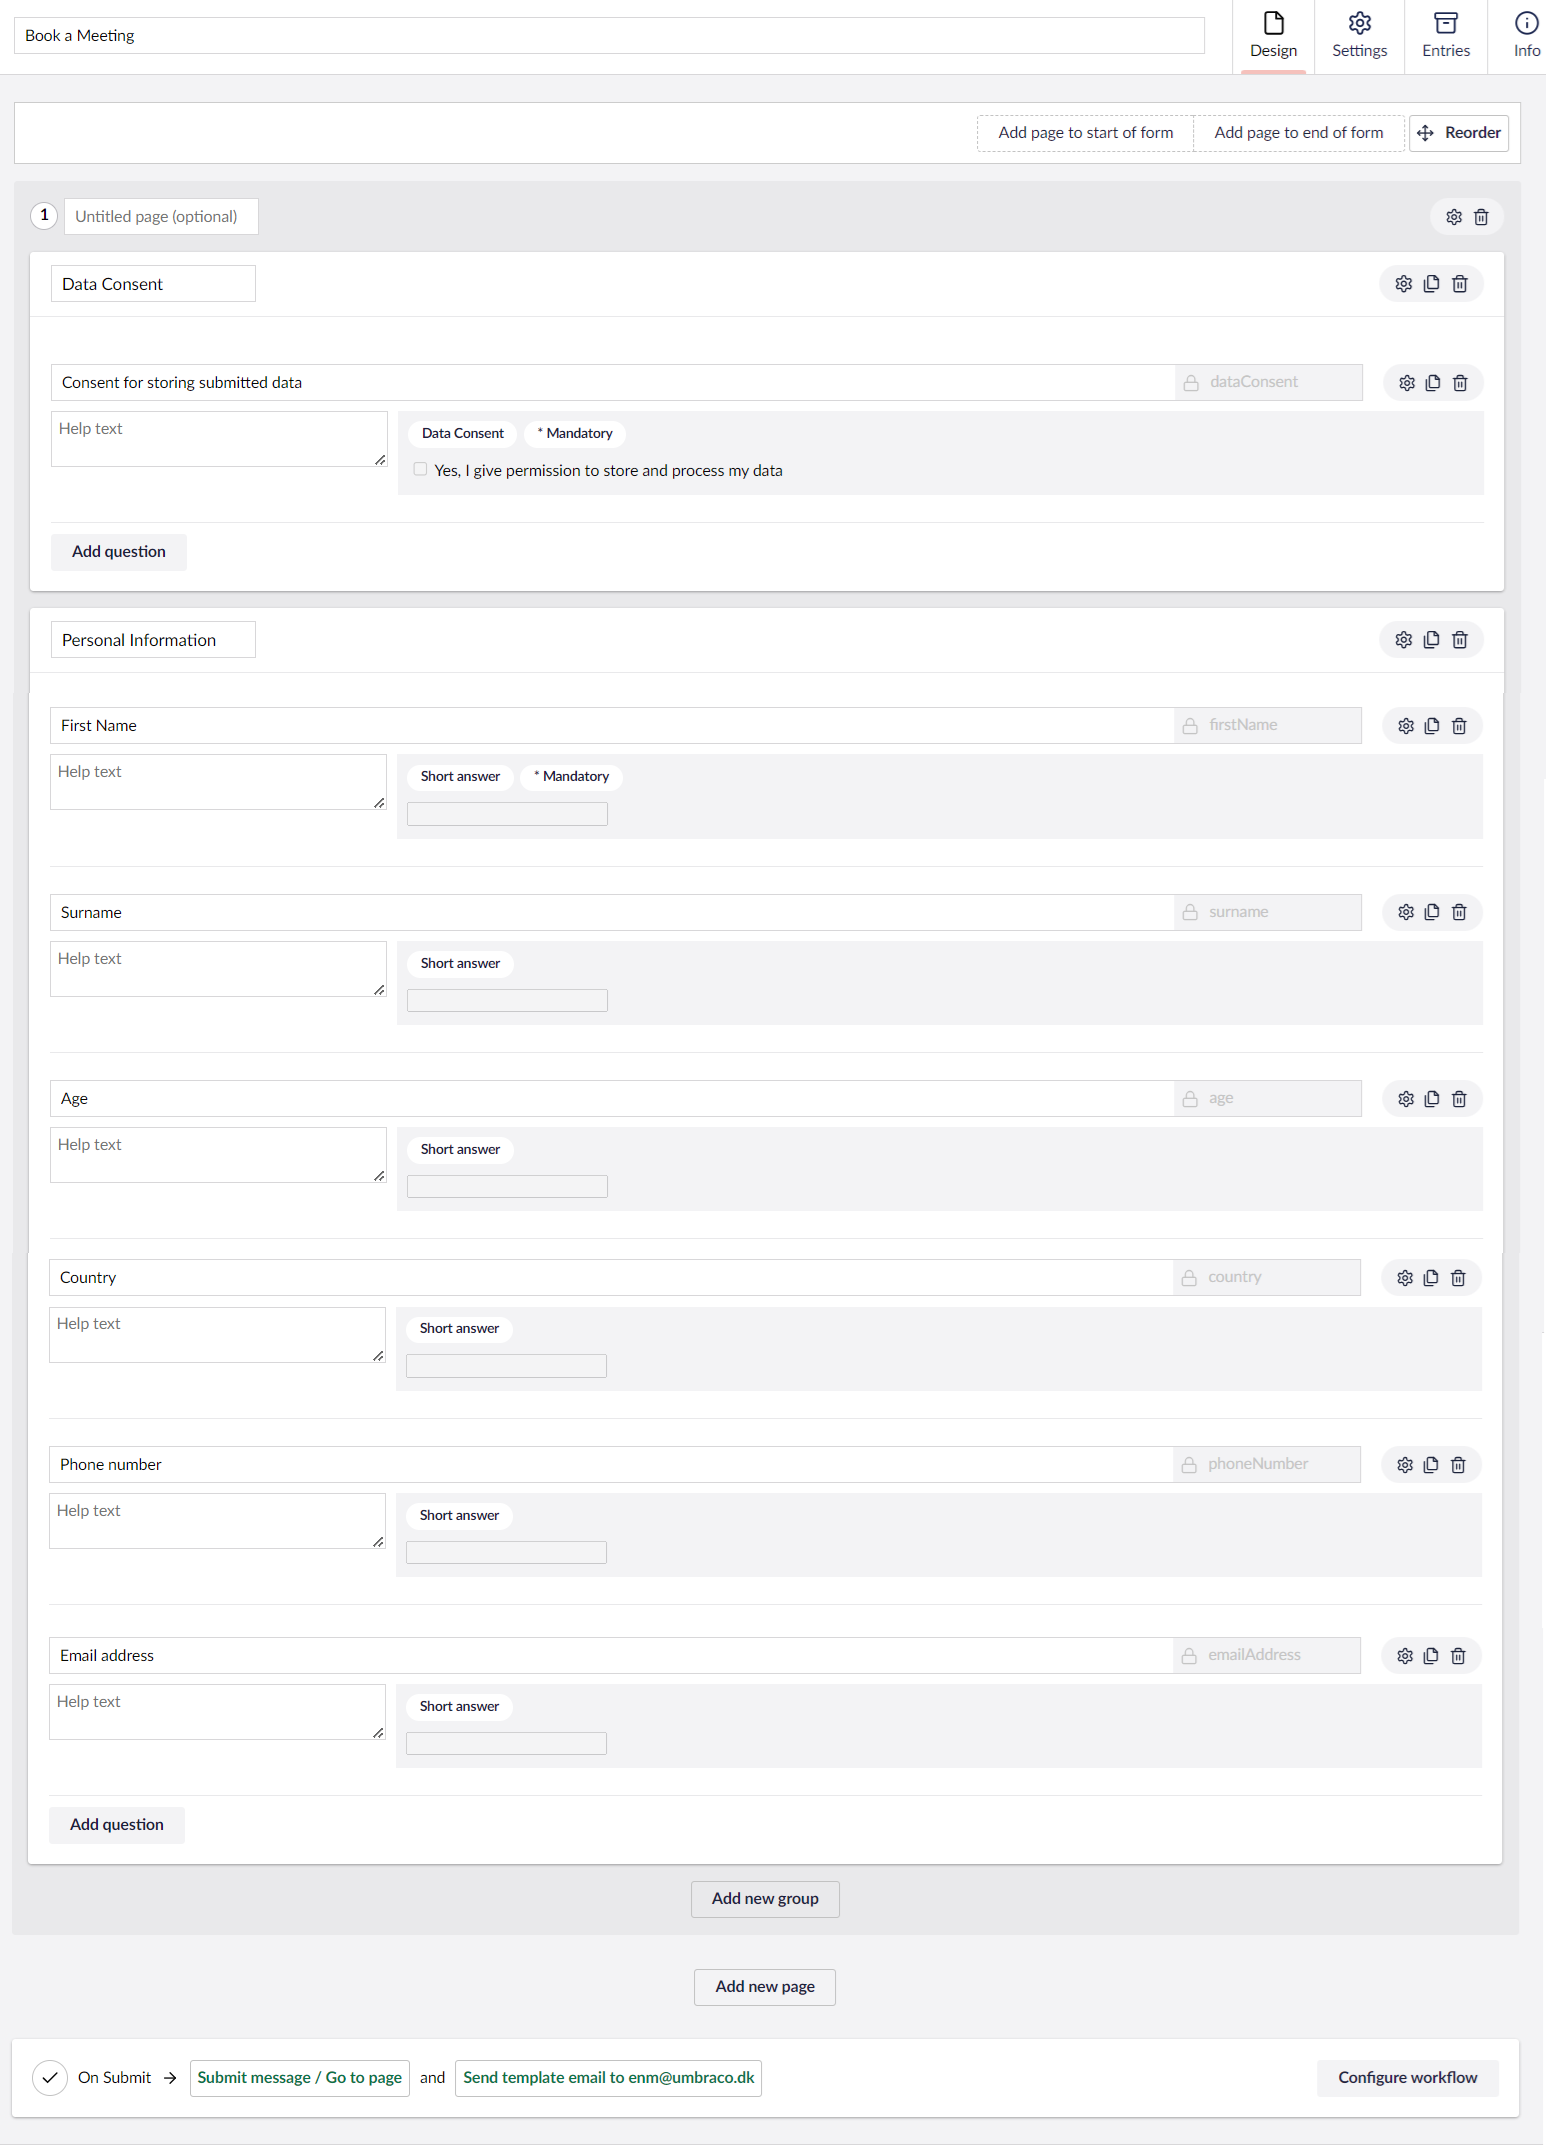 Book a Meeting
Design
Settings
Entries
Info
Add page to start of form
Add page to end of form
Reorder
1
Untitled page (optional)
Data Consent
Consent for storing submitted data
dataConsent
Help text
Data Consent
* Mandatory
Yes, I give permission to store and process my data
Add question
Personal Information
First Name
firstName
Help text
Short answer
* Mandatory
Surname
surname
Help text
Short answer
Age
age
Help text
Short answer
Country
country
Help text
Short answer
Phone number
phoneNumber
Help text
Short answer
Email address
emailAddress
Help text
Short answer
Add question
Add new group
Add new page
On Submit
Submit message / Go to page
and
Send template email to enm@umbraco.dk
Configure workflow